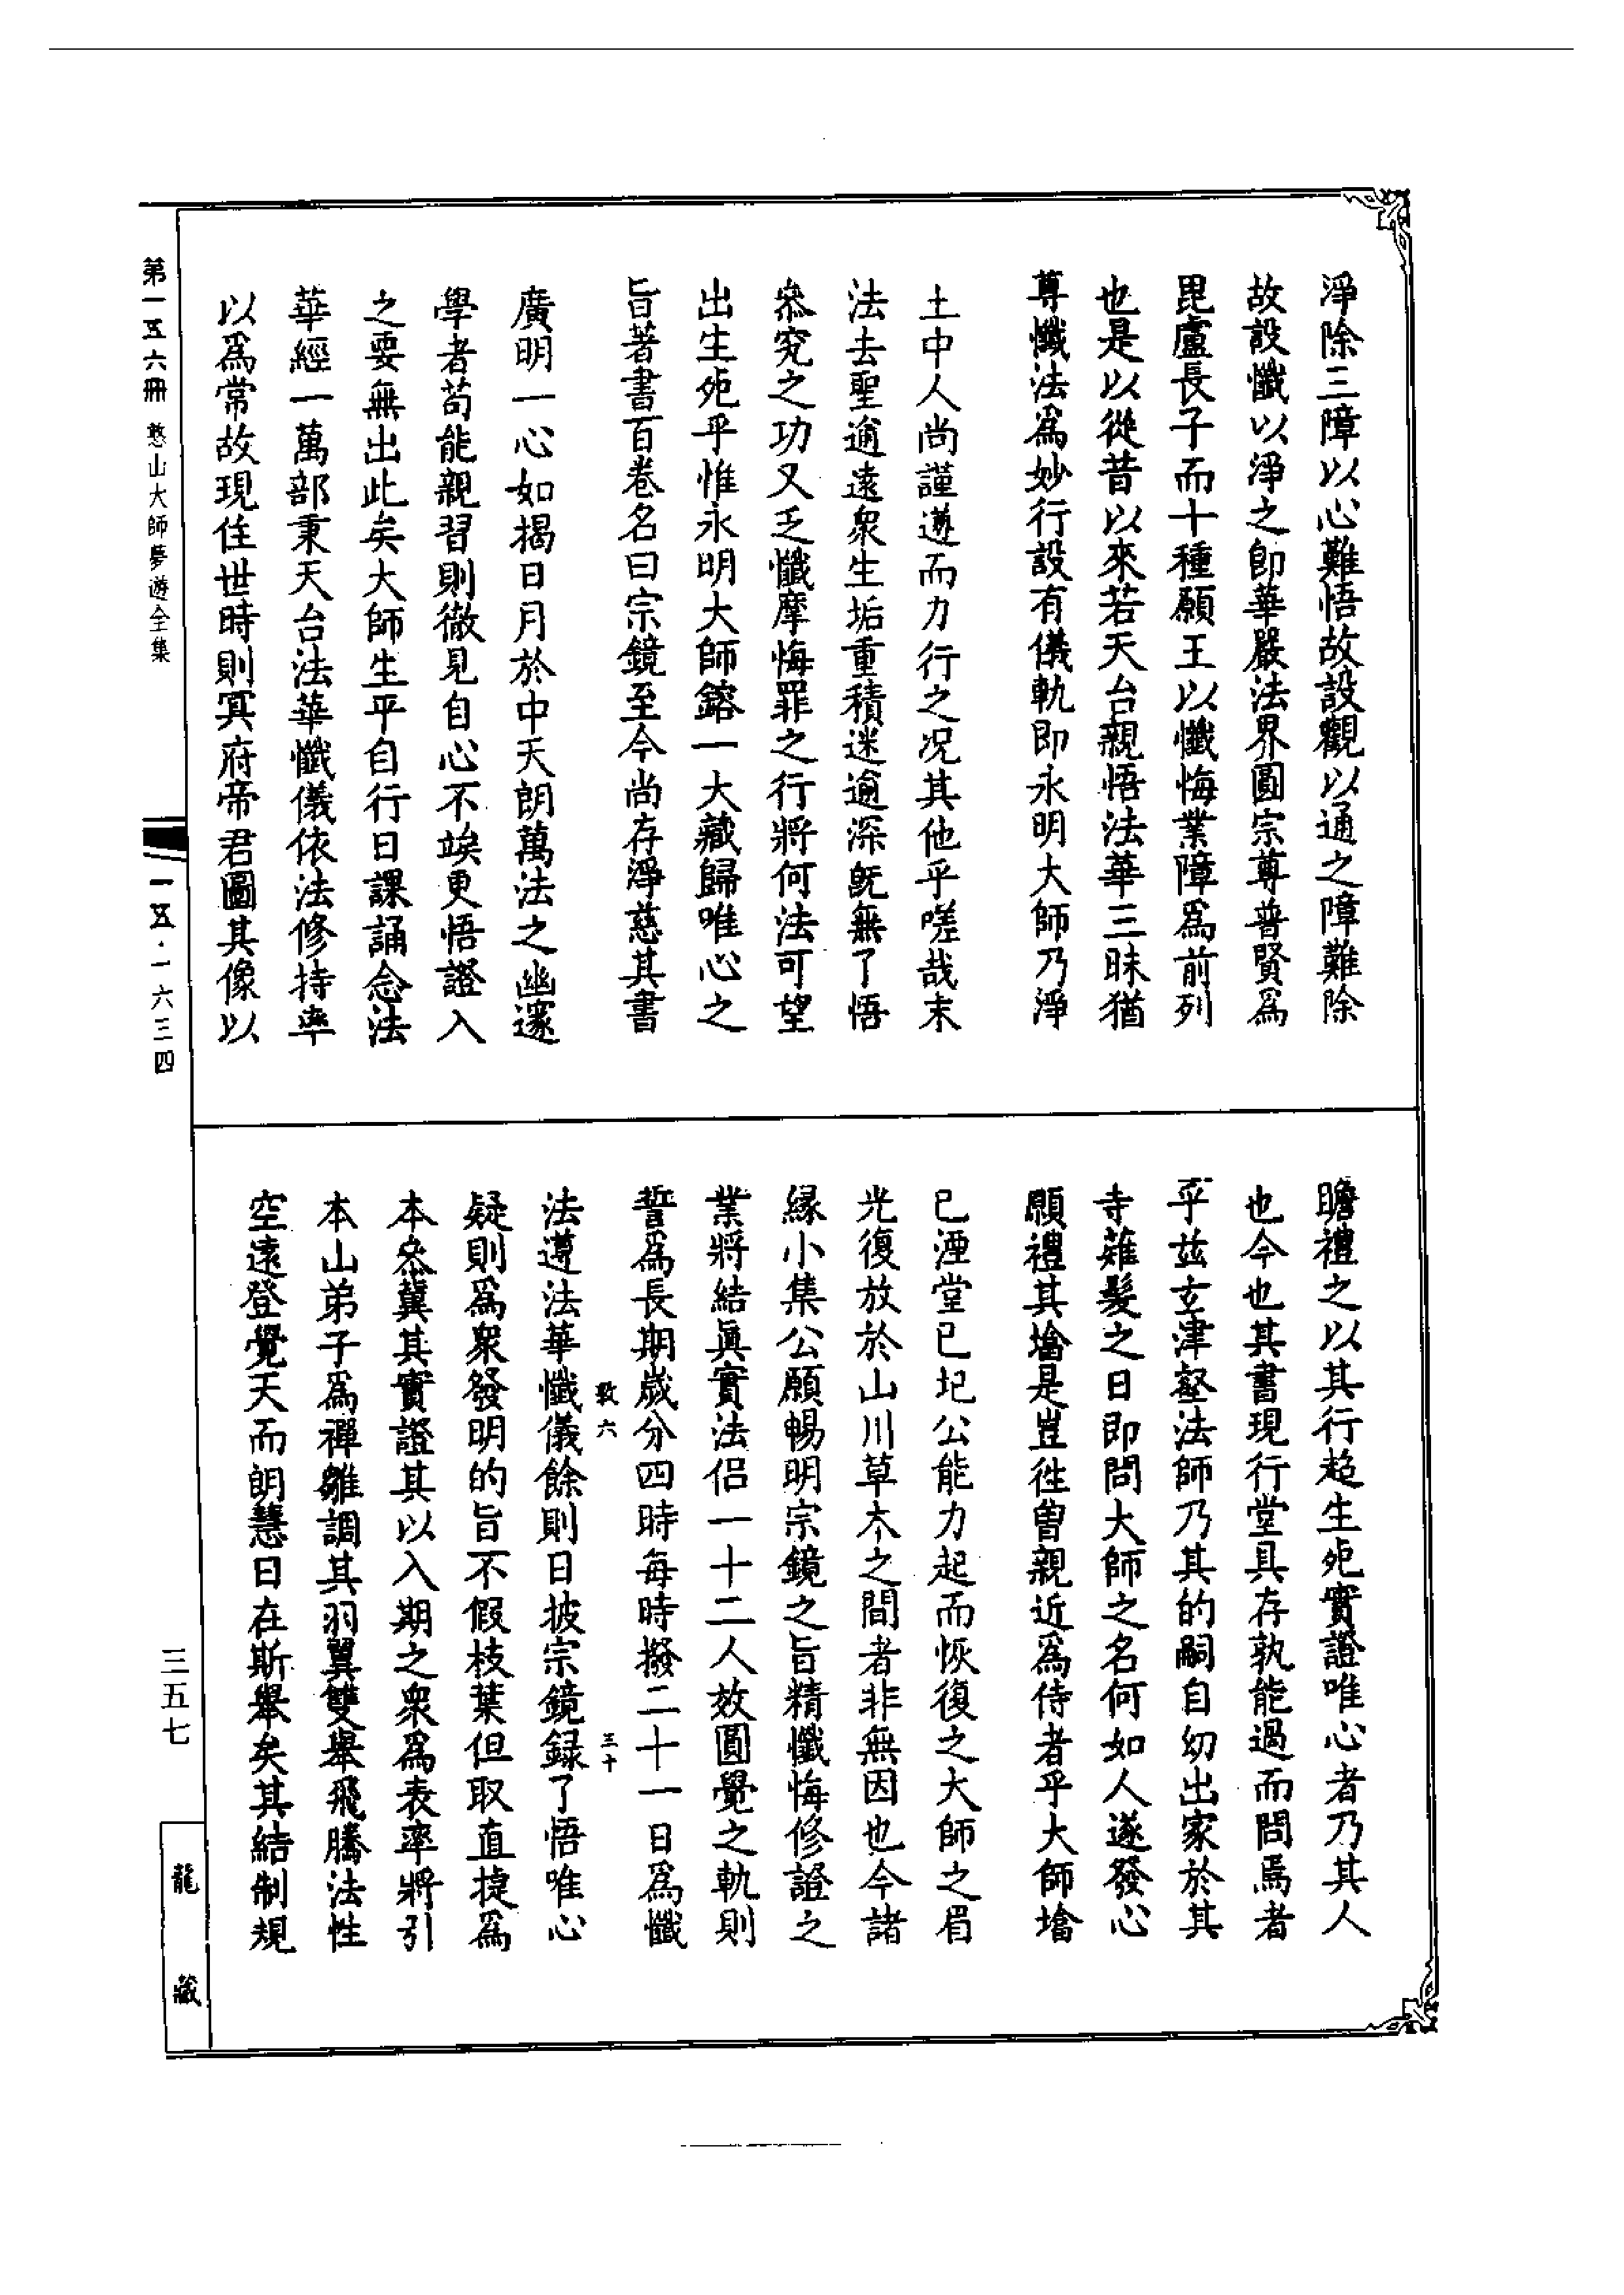 淨除三障以心難悟故設觀以通之障難除
故設懺以淨之卽華嚴法界圓宗尊普賢爲
毘盧長子而十種願王以懺悔業障爲前列
也是以從昔以來若天台親悟法華三昧猶
尊懺法爲妙行設有儀軌即永明大師乃淨
土中人尚謹遵而力行之况其他乎嗟哉末
法去聖逾遠衆生垢重積迷逾深旣無了悟
叅究之功又乏懺摩悔罪之行將何法可望
出生死乎惟永明大師鎔一大藏歸唯心之
旨著書百卷名曰宗鏡至今尚存淨慈其書
廣明一心如揭日月於中天朗萬法之幽邃
學者苟能親習則徹見自心不竢更悟證入
之要無出此矣大師生平自行日課誦念法
華經一萬部秉天台法華懺儀依法修持率
以爲常故現住世時則冥府帝君圖其像以
瞻禮之以其行超生死實證唯心者乃其人
也今也其書現行堂具存孰能過而問焉者
乎茲玄津壑法師乃其的嗣自幼出家於其
寺薙髮之日即問大師之名何如人遂發心
願禮其墖是豈徃曾親近爲侍者乎大師墖
已湮堂已圮公能力起而恢復之大師之眉
光復放於山川草木之間者非無因也今諸
緣小集公願暢明宗鏡之旨精懺悔修證之
業將結眞實法侣一十二人效圓覺之軌則
誓爲長期歲分四時每時撥二十一日爲懺
敦六　三十
法遵法華懺儀餘則日披宗鏡録了悟唯心
疑則爲衆發明的旨不假枝葉但取直捷爲
本叅冀其實證其以入期之衆爲表率將引
本山弟子爲禪雛調其羽翼雙舉飛騰法性
空遠登覺天而朗慧日在斯舉矣其結制規
第一五六冊 憨山大師夢遊全集
一五·一六三四
三五七
龍藏